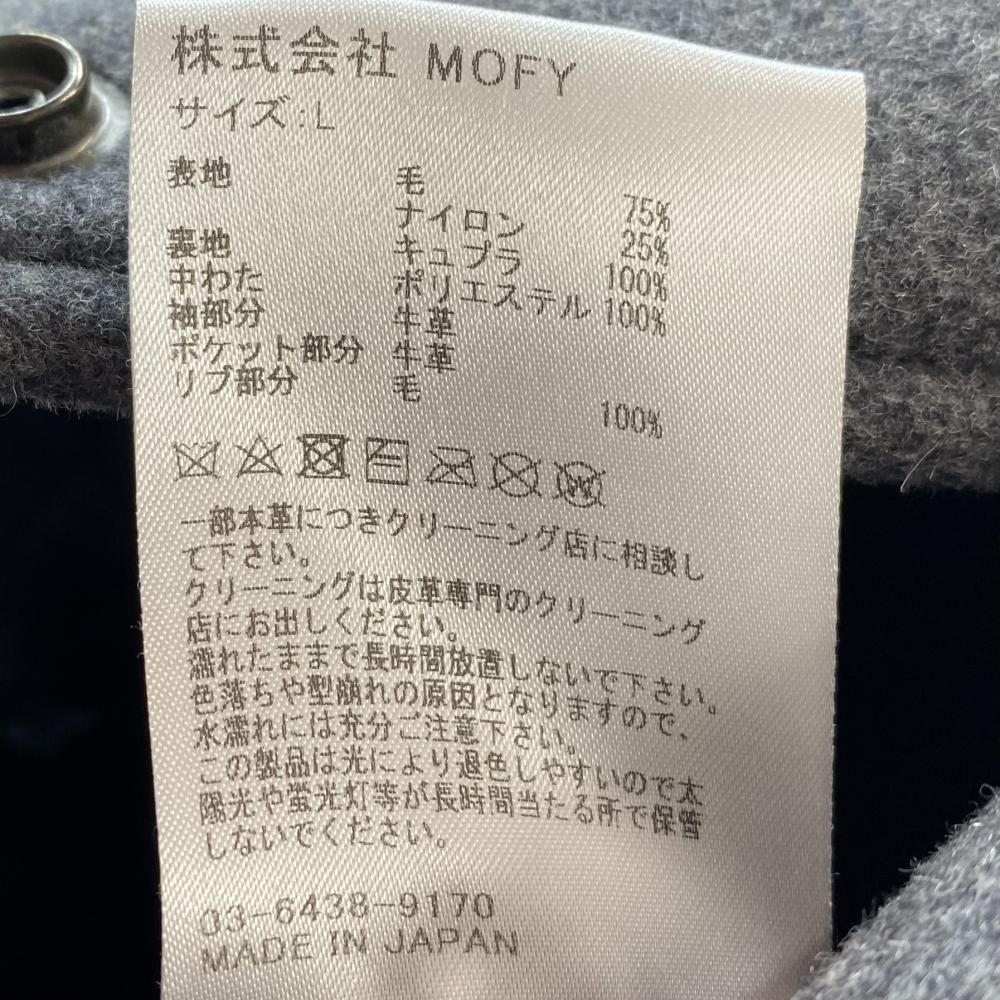 株式会社 MOFY
サイズ:L
表地 毛 75%
ナイロン 25%
裏地 キュプラ 100%
中わた ポリエステル 100%
袖部分 牛革
ポケット部分 牛革
リブ部分 毛 100%
W
一部本革につきクリーニング店に相談し
て下さい。
クリーニングは皮革専門のクリーニング
店にお出しください。
濡れたままで長時間放置しないで下さい。
色落ちや型崩れの原因となりますので、
水濡れには充分ご注意下さい。
この製品は光により退色しやすいので太
陽光や蛍光灯等が長時間当たる所で保管
しないでください。
03-6438-9170
MADE IN JAPAN